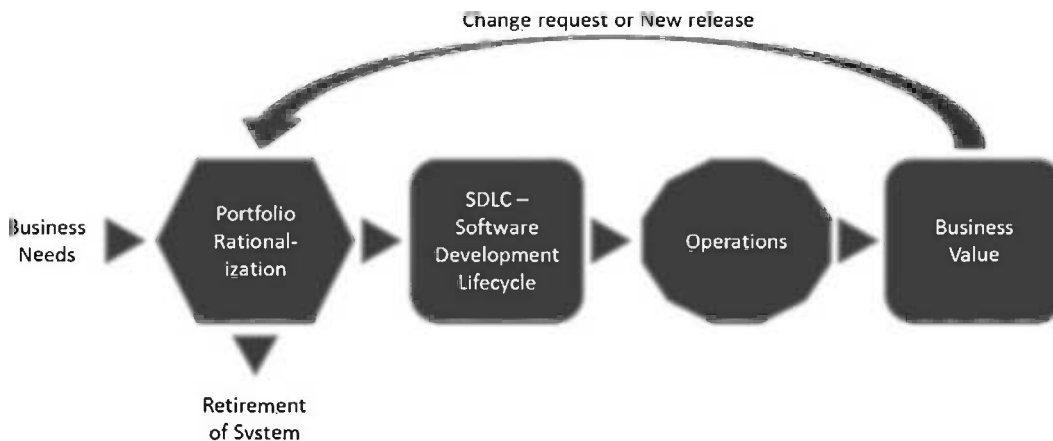 Change request or New release
Business
Needs
Portfolio
Rational-
ization
SDLC –
Software
Development
Lifecycle
Operations
Business
Value
Retirement
of System